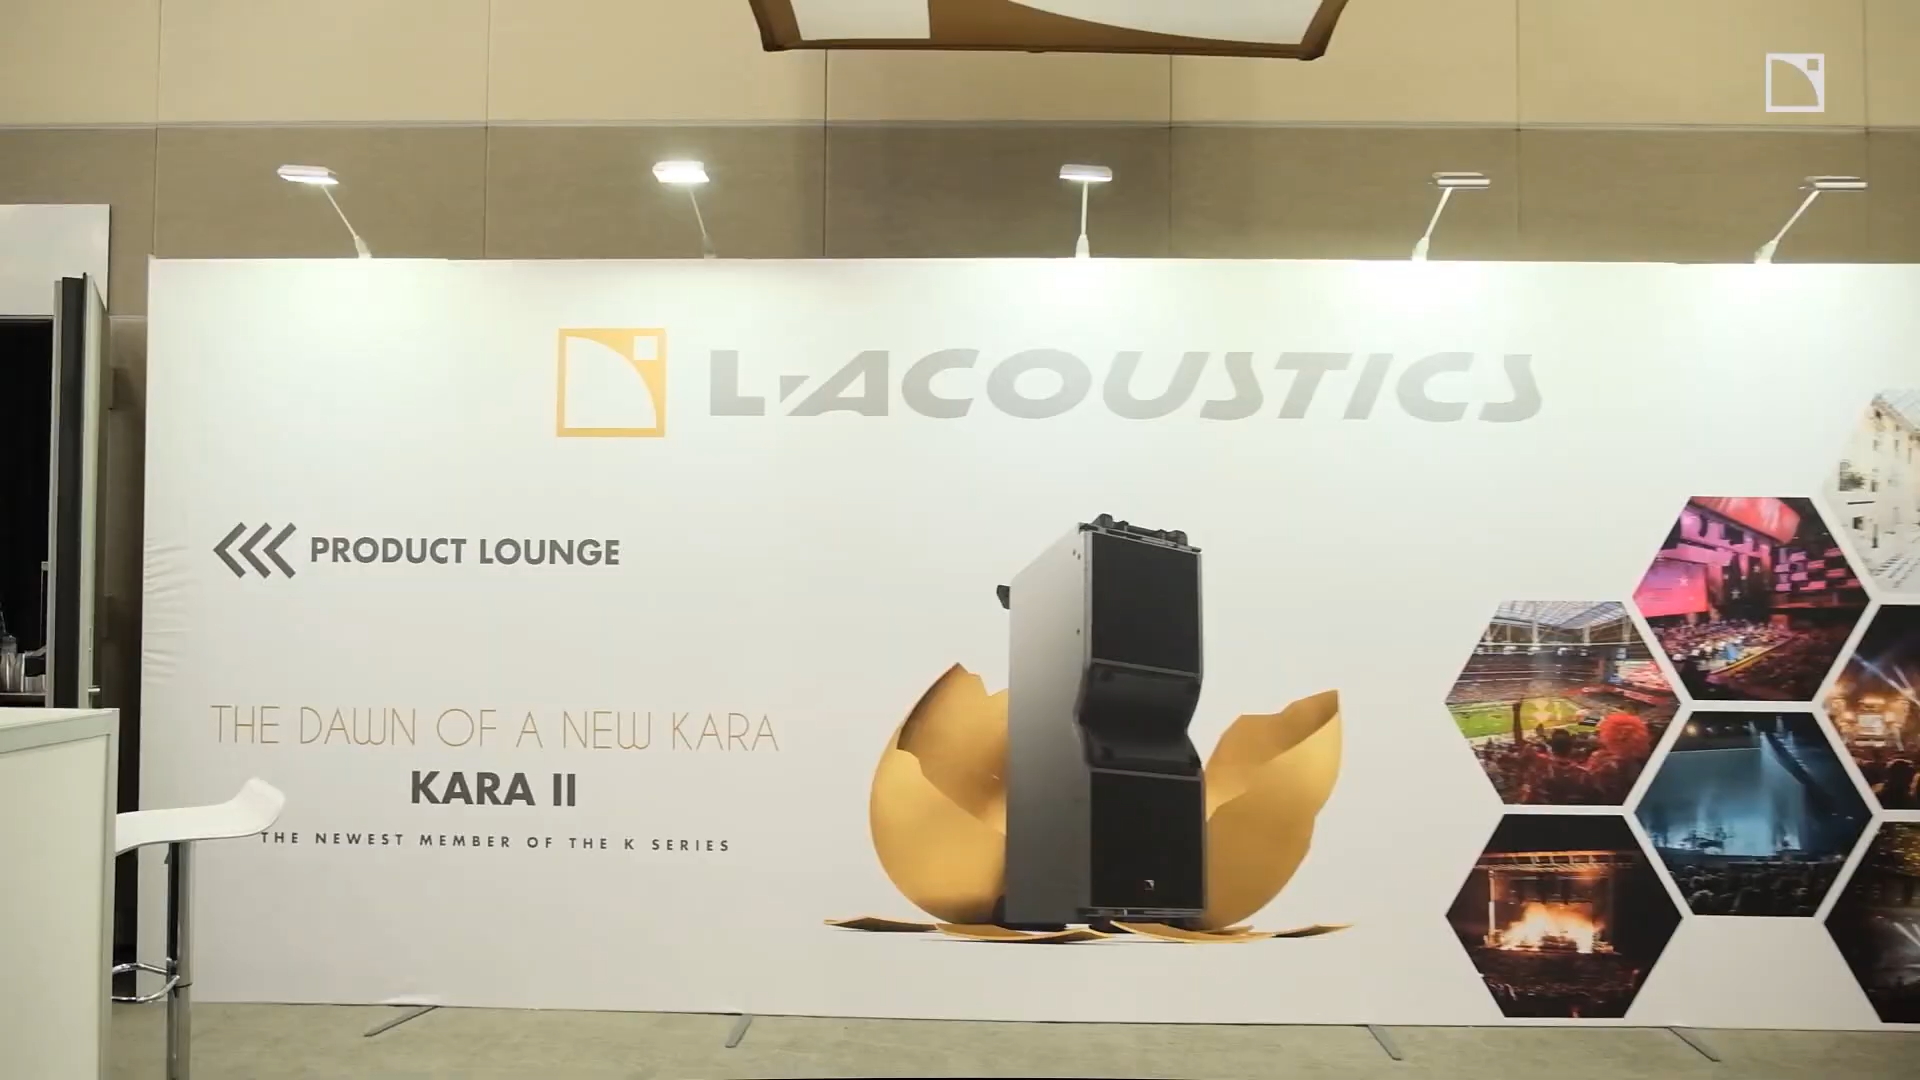 L-ACOUSTICS
PRODUCT LOUNGE
THE DAWN OF A NEW KARA
KARA II
THE NEWEST MEMBER OF THE K SERIES